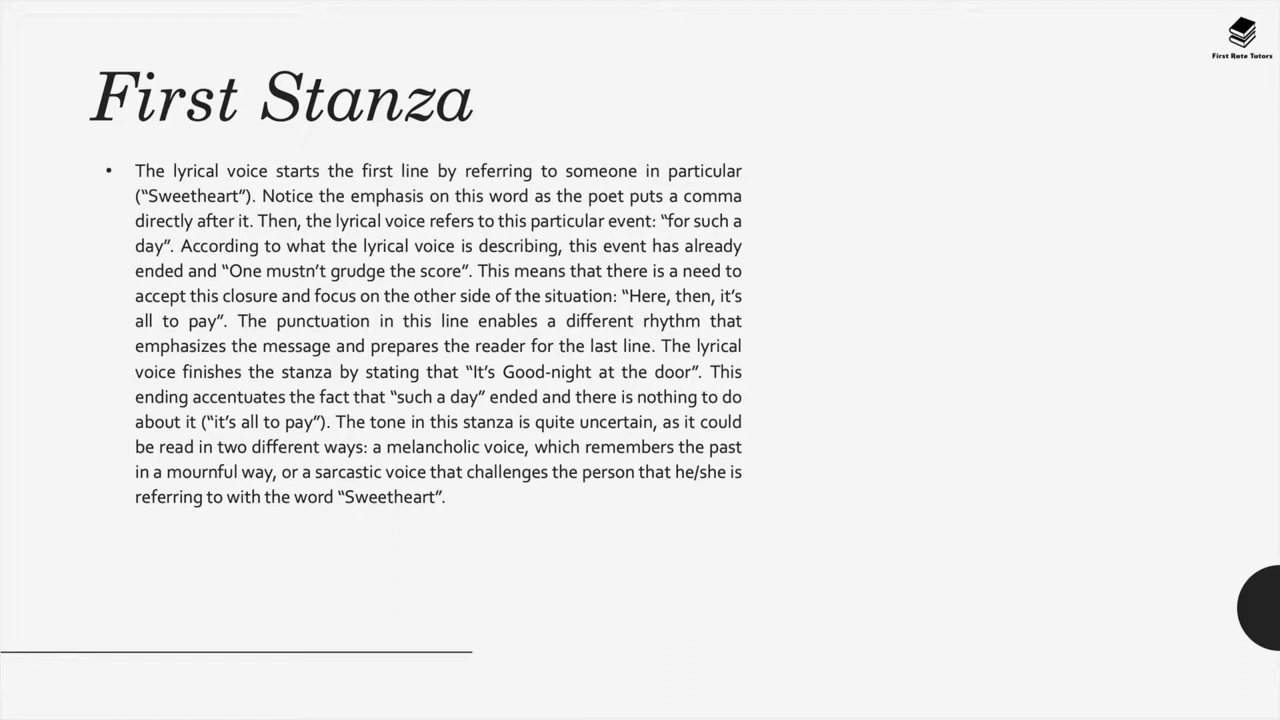 First Rate Tutors
First Stanza
• The lyrical voice starts the first line by referring to someone in particular
(“Sweetheart”). Notice the emphasis on this word as the poet puts a comma
directly after it. Then, the lyrical voice refers to this particular event: “for such a
day”. According to what the lyrical voice is describing, this event has already
ended and “One mustn’t grudge the score”. This means that there is a need to
accept this closure and focus on the other side of the situation: “Here, then, it’s
all to pay”. The punctuation in this line enables a different rhythm that
emphasizes the message and prepares the reader for the last line. The lyrical
voice finishes the stanza by stating that “It’s Good-night at the door”. This
ending accentuates the fact that “such a day” ended and there is nothing to do
about it (“it’s all to pay”). The tone in this stanza is quite uncertain, as it could
be read in two different ways: a melancholic voice, which remembers the past
in a mournful way, or a sarcastic voice that challenges the person that he/she is
referring to with the word “Sweetheart”.